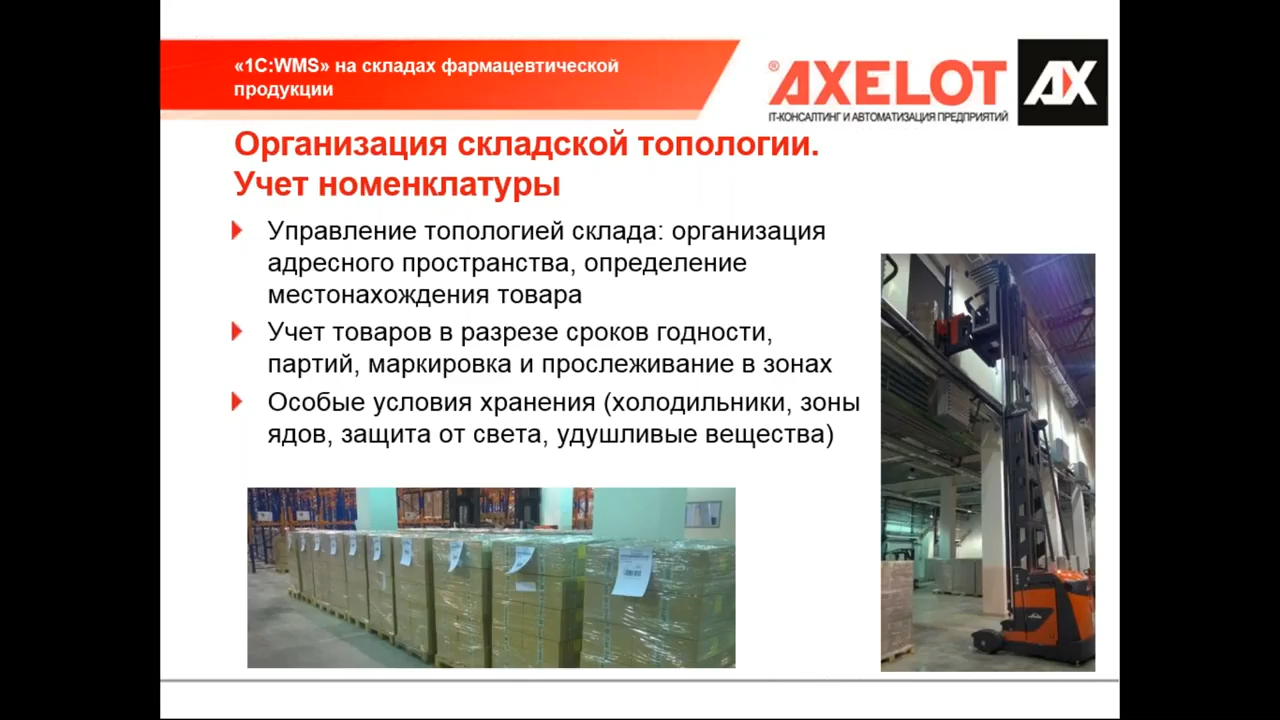 «1С:WMS» на складах фармацевтической
продукции
® AXELOT
IT-КОНСАЛТИНГ И АВТОМАТИЗАЦИЯ ПРЕДПРИЯТИЙ
AX
Организация складской топологии.
Учет номенклатуры
Управление топологией склада: организация
адресного пространства, определение
местонахождения товара
Учет товаров в разрезе сроков годности,
партий, маркировка и прослеживание в зонах
Особые условия хранения (холодильники, зоны
ядов, защита от света, удушливые вещества)